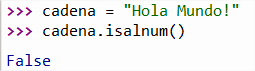 >>> cadena = "Hola Mundo!"
>>> cadena.isalnum()
False